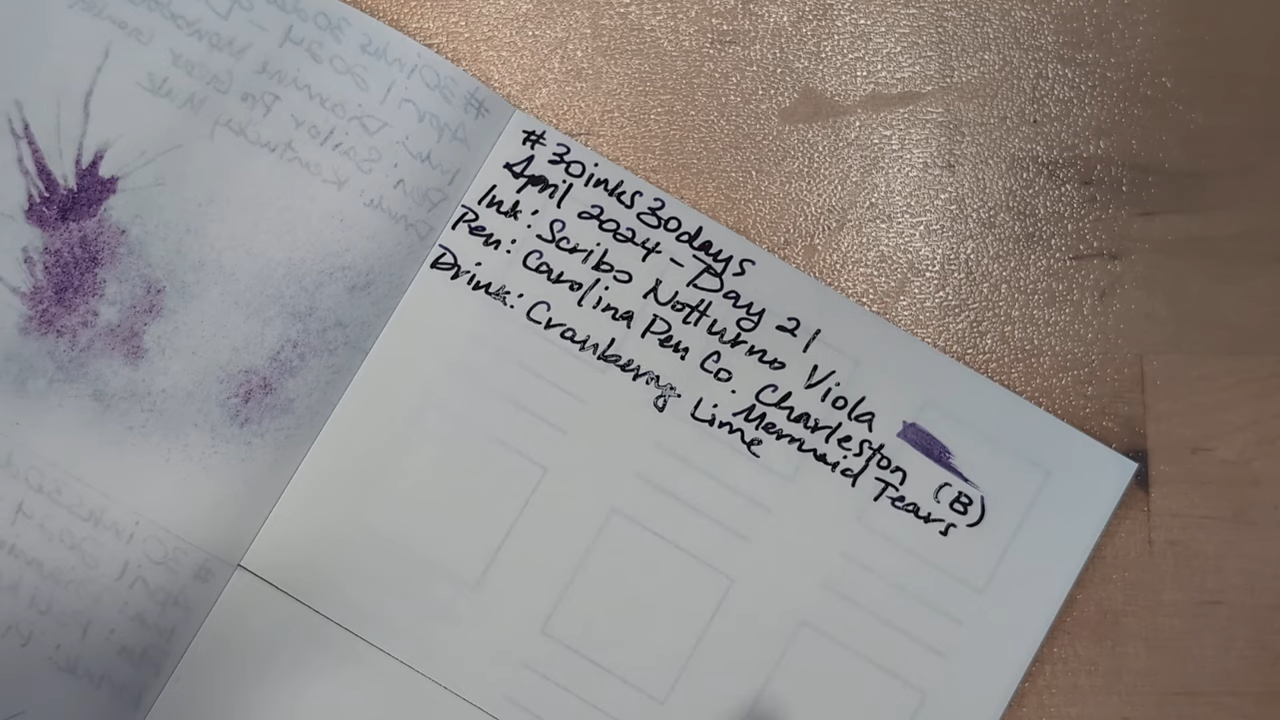 #30inks30days
April 2024 - Day 21
Ink: Scribo Notturno Viola
Pen: Carolina Pen Co. Charleston (B)
Mermaid Tears
Drink: Cranberry Lime